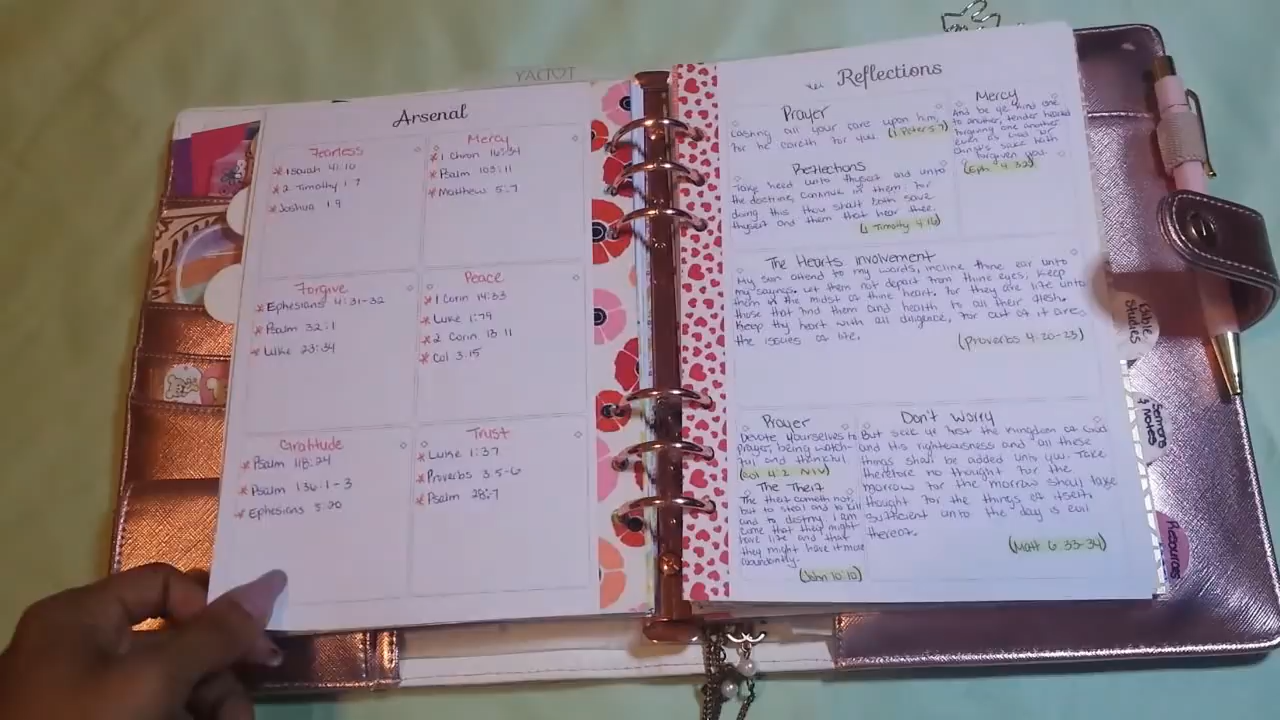 Arsenal
Fearless
* Isaiah 41:10
* 2 Timothy 1:7
* Joshua 1:9
Mercy
* 1 Chron 16:34
* Psalm 103:11
* Matthew 5:7
Forgive
* Ephesians 4:31-32
* Psalm 32:1
* Luke 23:34
Peace
* 1 Corin 14:33
* Luke 1:79
* 2 Corin 13:11
* Col 3:15
Gratitude
* Psalm 118:24
* Psalm 136:1-3
* Ephesians 5:20
Trust
* Luke 1:37
* Proverbs 3:5-6
* Psalm 28:7
Reflections
Prayer
Casting all your care upon him,
for he careth for you. (1 Peter 5:7)
Reflections
Take heed unto thyself and unto
the doctrine, continue in them: for
doing this thou shalt both save
thyself and them that hear thee.
(1 Timothy 4:16)
Mercy
And be ye kind one
to another, tender hearted
forgiving one another
even as God for
Christ's sake hath
forgiven you.
(Eph. 4:32)
The Hearts Involvement
My son attend to my words, incline thine ear unto
my sayings. Let them not depart from thine eyes, keep
them in the midst of thine heart. For they are life unto
those that find them and health to all their flesh.
Keep thy heart with all diligence, for out of it are
the issues of life.
(Proverbs 4:20-23)
Prayer
Devote yourselves to
prayer, being watch-
ful and thankful
(Col 4:2 NIV)
The Theif
The theif cometh not,
but to steal and to kill
and to destroy. I am
come that they might
have life and that
they might have it more
aboundantly.
(John 10:10)
Don't Worry
But seek ye first the kingdom of God
and His righteousness and all these
things shall be added unto you. Take
therefore no thought for the
morrow for the morrow shall take
thought for the things of itself.
Sufficient unto the day is evil
thereof.
(Matt 6:33-34)
Bible
Studies
Sermons
& Notes
Resources